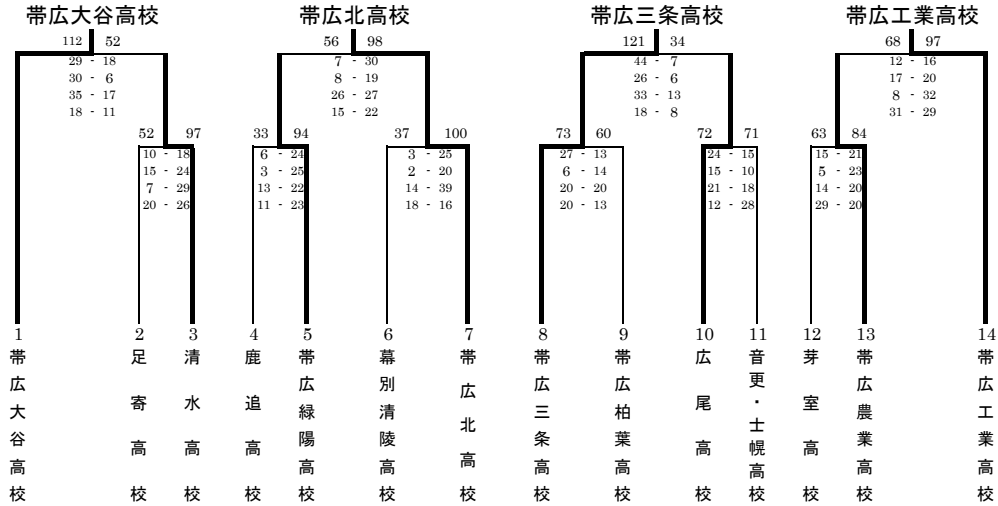 帯広大谷高校 帯広北高校 帯広三条高校 帯広工業高校
112 52 56 98 121 34 68 97
29 - 18 7 - 30 44 - 7 12 - 16
30 - 6 8 - 19 26 - 6 17 - 20
35 - 17 26 - 27 33 - 13 8 - 32
18 - 11 15 - 22 18 - 8 31 - 29
52 97 33 94 37 100 73 60 72 71 63 84
10 - 18 6 - 24 3 - 25 27 - 13 24 - 15 15 - 21
15 - 24 3 - 25 2 - 20 6 - 14 15 - 10 5 - 23
7 - 29 13 - 22 14 - 39 20 - 20 21 - 18 14 - 20
20 - 26 11 - 23 18 - 16 20 - 13 12 - 28 29 - 20
1 2 3 4 5 6 7 8 9 10 11 12 13 14
帯広大谷高校
足寄高校
清水高校
鹿追高校
帯広緑陽高校
幕別清陵高校
帯広北高校
帯広三条高校
帯広柏葉高校
広尾高校
音更・士幌高校
芽室高校
帯広農業高校
帯広工業高校